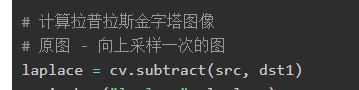 # 计算拉普拉斯金字塔图像
# 原图 - 向上采样一次的图
laplace = cv.subtract(src, dst1)